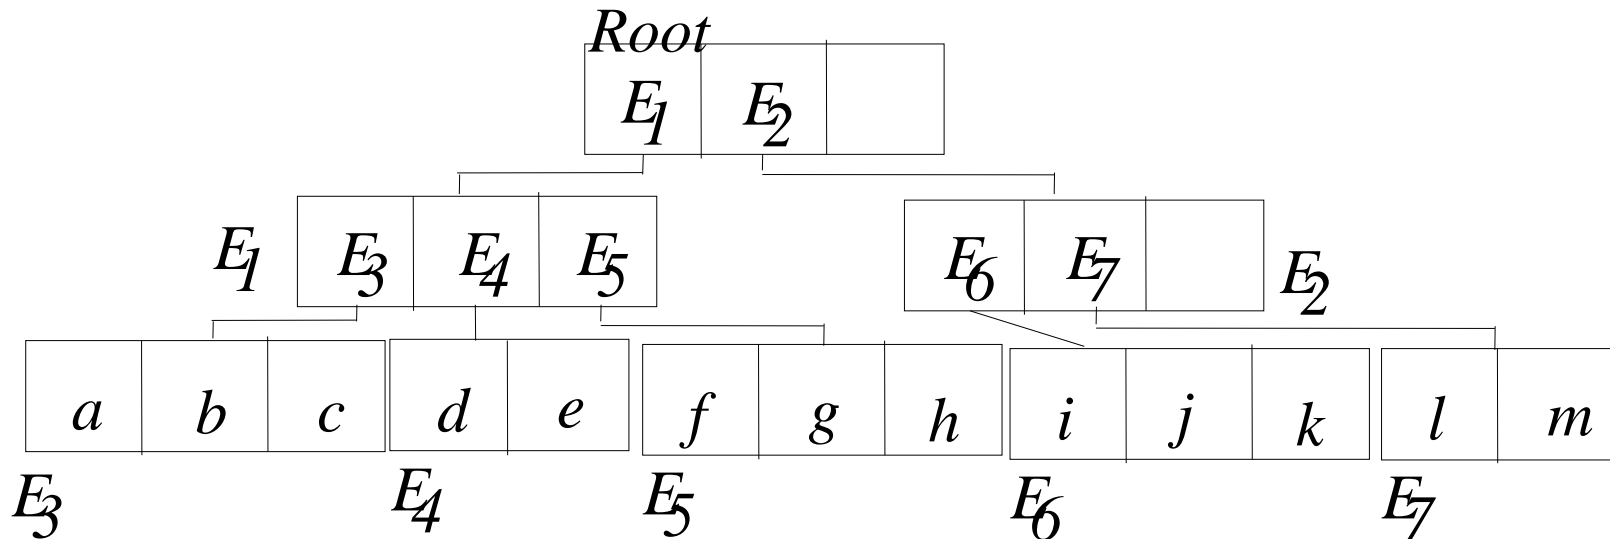 Root
E1 E2
E1 E3 E4 E5 E6 E7 E2
a b c d e f g h i j k l m
E3 E4 E5 E6 E7